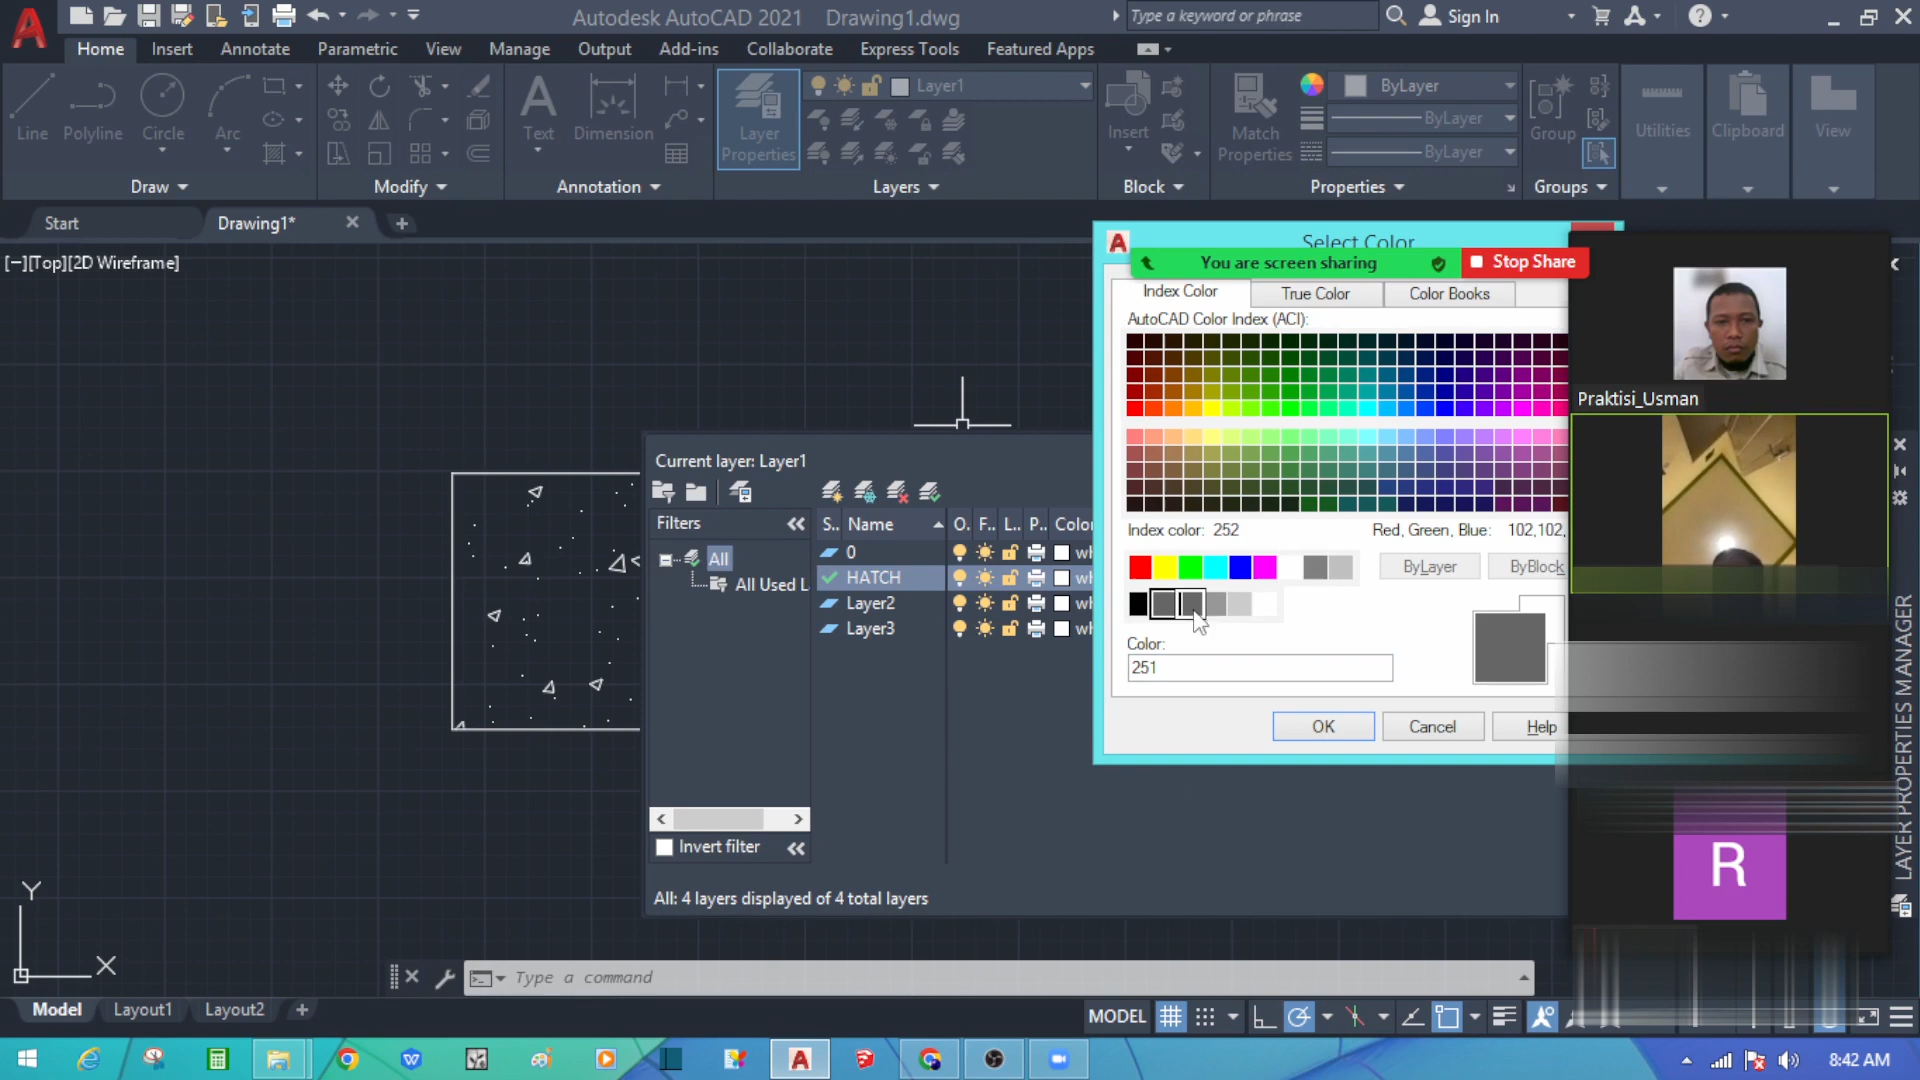 Autodesk AutoCAD 2021 Drawing1.dwg
Type a keyword or phrase
Sign In
Home Insert Annotate Parametric View Manage Output Add-ins Collaborate Express Tools Featured Apps
Line Polyline Circle Arc
Text Dimension
Layer Properties
Layer1
Insert
Match Properties
ByLayer
ByLayer
ByLayer
Group
Utilities
Clipboard
View
Draw Modify Annotation Layers Block Properties Groups
Start Drawing1*
[−][Top][2D Wireframe]
Select Color
You are screen sharing
Stop Share
Index Color True Color Color Books
AutoCAD Color Index (ACI):
Praktisi_Usman
Current layer: Layer1
Filters
S.. Name O. F.. L.. P.. Color
All
All Used L
0
HATCH
Layer2
Layer3
wh
wh
wh
wh
Index color: 252 Red, Green, Blue: 102,102,
ByLayer ByBlock
Color:
251
OK Cancel Help
Invert filter
All: 4 layers displayed of 4 total layers
LAYER PROPERTIES MANAGER
R
Y
X
Type a command
Model Layout1 Layout2
MODEL
8:42 AM